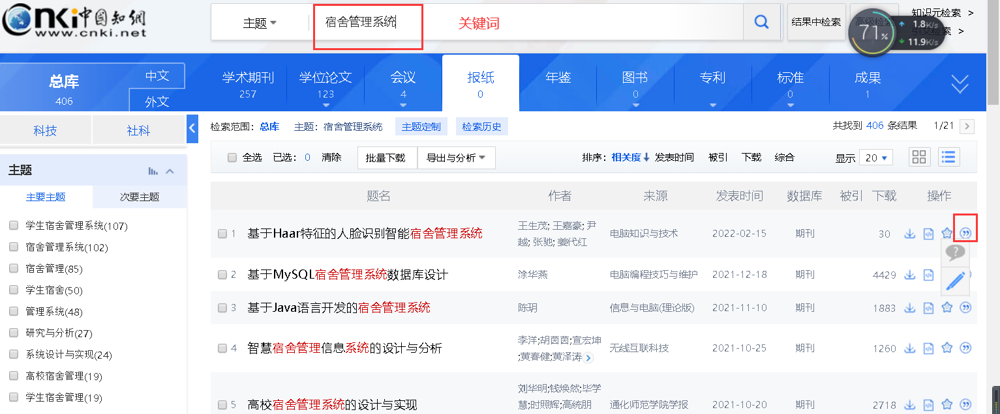 cnki中国知網
www.cnki.net
主题
宿舍管理系统
关键词
结果中检索
高级检索
知识元检索 >
引文检索 >
71%
1.8K/s
11.9K/s
总库
406
中文
外文
学术期刊
257
学位论文
123
会议
4
报纸
0
年鉴
图书
0
专利
标准
0
成果
1
科技
社科
检索范围：总库 主题：宿舍管理系统 主题定制 检索历史
共找到 406 条结果 1/21 >
全选 已选：0 清除 批量下载 导出与分析
排序：相关度 发表时间 被引 下载 综合
显示 20
主题
主要主题 次要主题
学生宿舍管理系统(107)
宿舍管理系统(102)
宿舍管理(85)
学生宿舍(50)
管理系统(48)
研究与分析(27)
系统设计与实现(24)
高校宿舍管理(19)
学生宿舍管理(19)
题名 作者 来源 发表时间 数据库 被引 下载 操作
1 基于Haar特征的人脸识别智能宿舍管理系统
王生茂; 王嘉豪; 尹
越; 张驰; 姜代红
电脑知识与技术 2022-02-15 期刊 30
2 基于MySQL宿舍管理系统数据库设计 涂华燕 电脑编程技巧与维护 2021-12-18 期刊 4429
3 基于Java语言开发的宿舍管理系统 陈玥 信息与电脑(理论版) 2021-11-10 期刊 1883
4 智慧宿舍管理信息系统的设计与分析
李洋;胡茵茵;宣宏坤
;黄春健;黄泽涛
无线互联科技 2021-10-25 期刊 1260
5 高校宿舍管理系统的设计与实现
刘华明;钱焕然;毕学
慧;时照辉;高统朋
通化师范学院学报 2021-10-20 期刊 2718